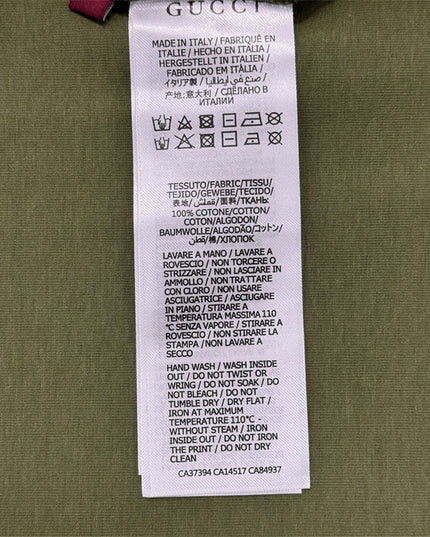 GUCCI
MADE IN ITALY / FABRIQUÉ EN
ITALIE / HECHO EN ITALIA /
HERGESTELLT IN ITALIEN /
FABRICADO EM ITÁLIA /
イタリア製 / صنع في إيطاليا /
产地: 意大利 / СДЕЛАНО В
ИТАЛИИ
TESSUTO/FABRIC/TISSU/
TEJIDO/GEWEBE/TECIDO/
表地/قماش/面料/ТКАНЬ:
100% COTONE/COTTON/
COTON/ALGODON/
BAUMWOLLE/ALGODÃO/コットン/
قطن/棉/ХЛОПОК
LAVARE A MANO / LAVARE A
ROVESCIO / NON TORCERE O
STRIZZARE / NON LASCIARE IN
AMMOLLO / NON TRATTARE
CON CLORO / NON USARE
ASCIUGATRICE / ASCIUGARE
IN PIANO / STIRARE A
TEMPERATURA MASSIMA 110
°C SENZA VAPORE / STIRARE A
ROVESCIO / NON STIRARE LA
STAMPA /NON LAVARE A
SECCO
HAND WASH / WASH INSIDE
OUT / DO NOT TWIST OR
WRING / DO NOT SOAK / DO
NOT BLEACH / DO NOT
TUMBLE DRY / DRY FLAT /
IRON AT MAXIMUM
TEMPERATURE 110°C -
WITHOUT STEAM / IRON
INSIDE OUT / DO NOT IRON
THE PRINT / DO NOT DRY
CLEAN
CA37394 CA14517 CA84937